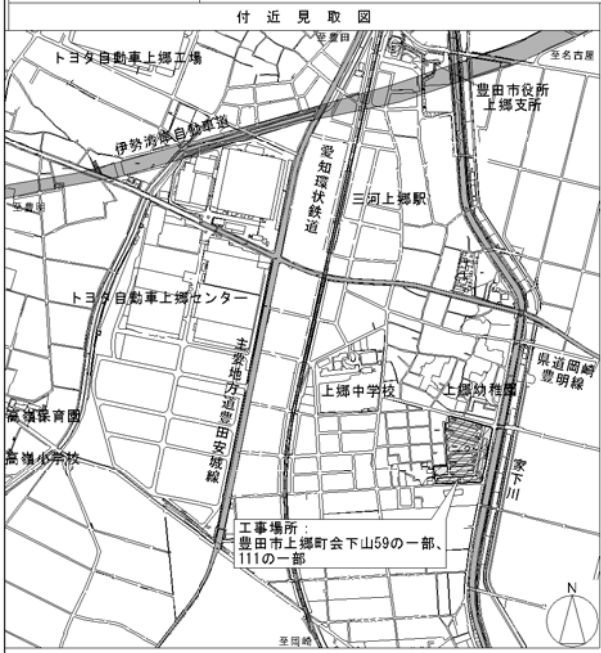 付近見取図
至豊田
至名古屋
トヨタ自動車上郷工場
豊田市役所
上郷支所
伊勢湾岸自動車道
愛知環状鉄道
三河上郷駅
至豊明
トヨタ自動車上郷センター
主要地方道豊田安城線
県道岡崎
豊明線
上郷中学校
上郷幼稚園
高嶺保育園
高嶺小学校
家下川
工事場所：
豊田市上郷町会下山59の一部、
111の一部
N
至岡崎